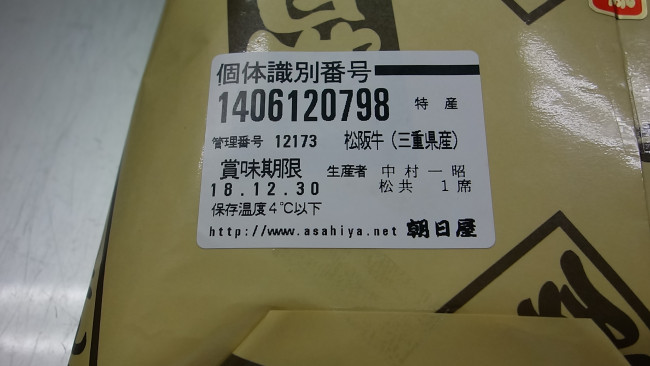 個体識別番号
1406120798 特産
管理番号 12173 松阪牛(三重県産)
賞味期限 生産者 中村一昭
18.12.30 松共 1席
保存温度4℃以下
http://www.asahiya.net 朝日屋